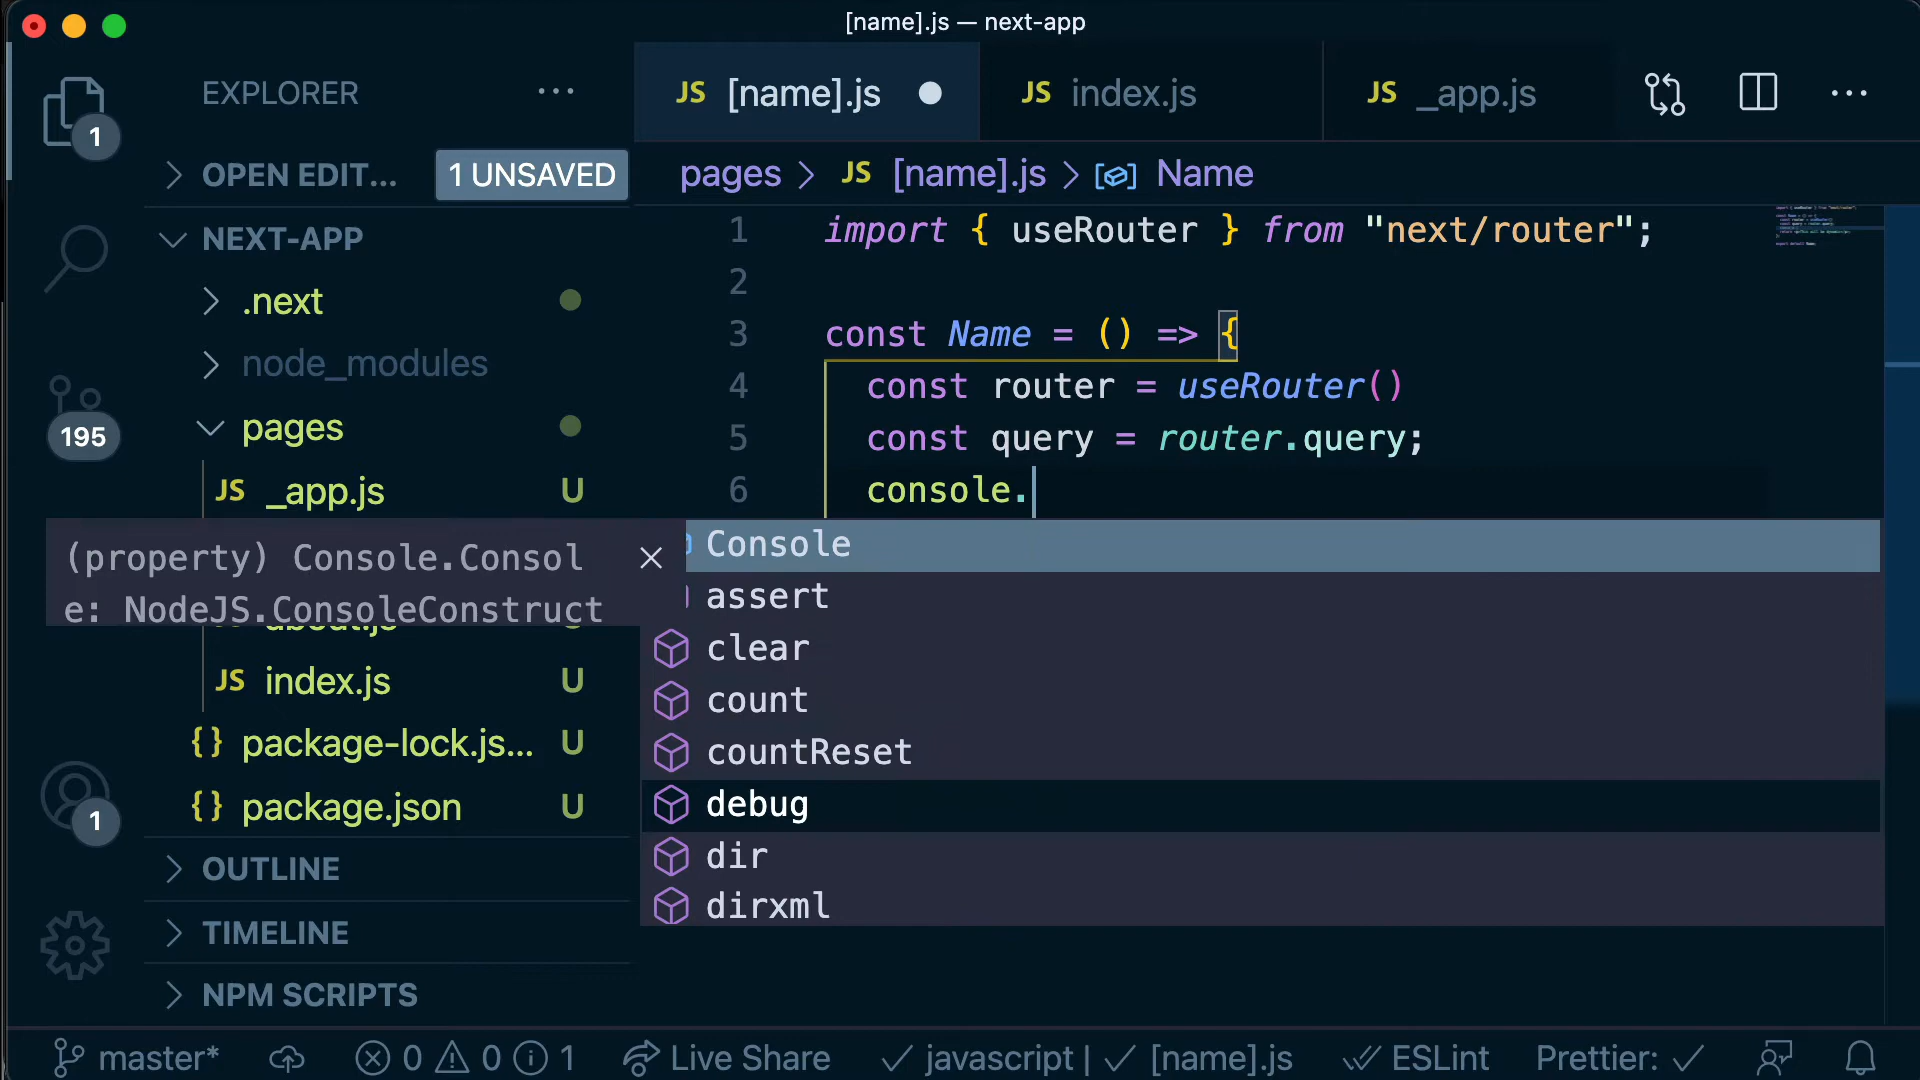 [name].js — next-app
EXPLORER
JS [name].js
JS index.js
JS _app.js
1
OPEN EDIT... 1 UNSAVED
pages > JS [name].js > Name
NEXT-APP
.next
node_modules
195
pages
JS _app.js U
JS index.js U
{} package-lock.js... U
{} package.json U
1
OUTLINE
TIMELINE
NPM SCRIPTS
1 import { useRouter } from "next/router";
2
3 const Name = () => {
4 const router = useRouter()
5 const query = router.query;
6 console.
(property) Console.Consol
e: NodeJS.ConsoleConstruct
Console
assert
clear
count
countReset
debug
dir
dirxml
master* 0 0 1 Live Share ✓ javascript | ✓ [name].js ESLint Prettier: ✓